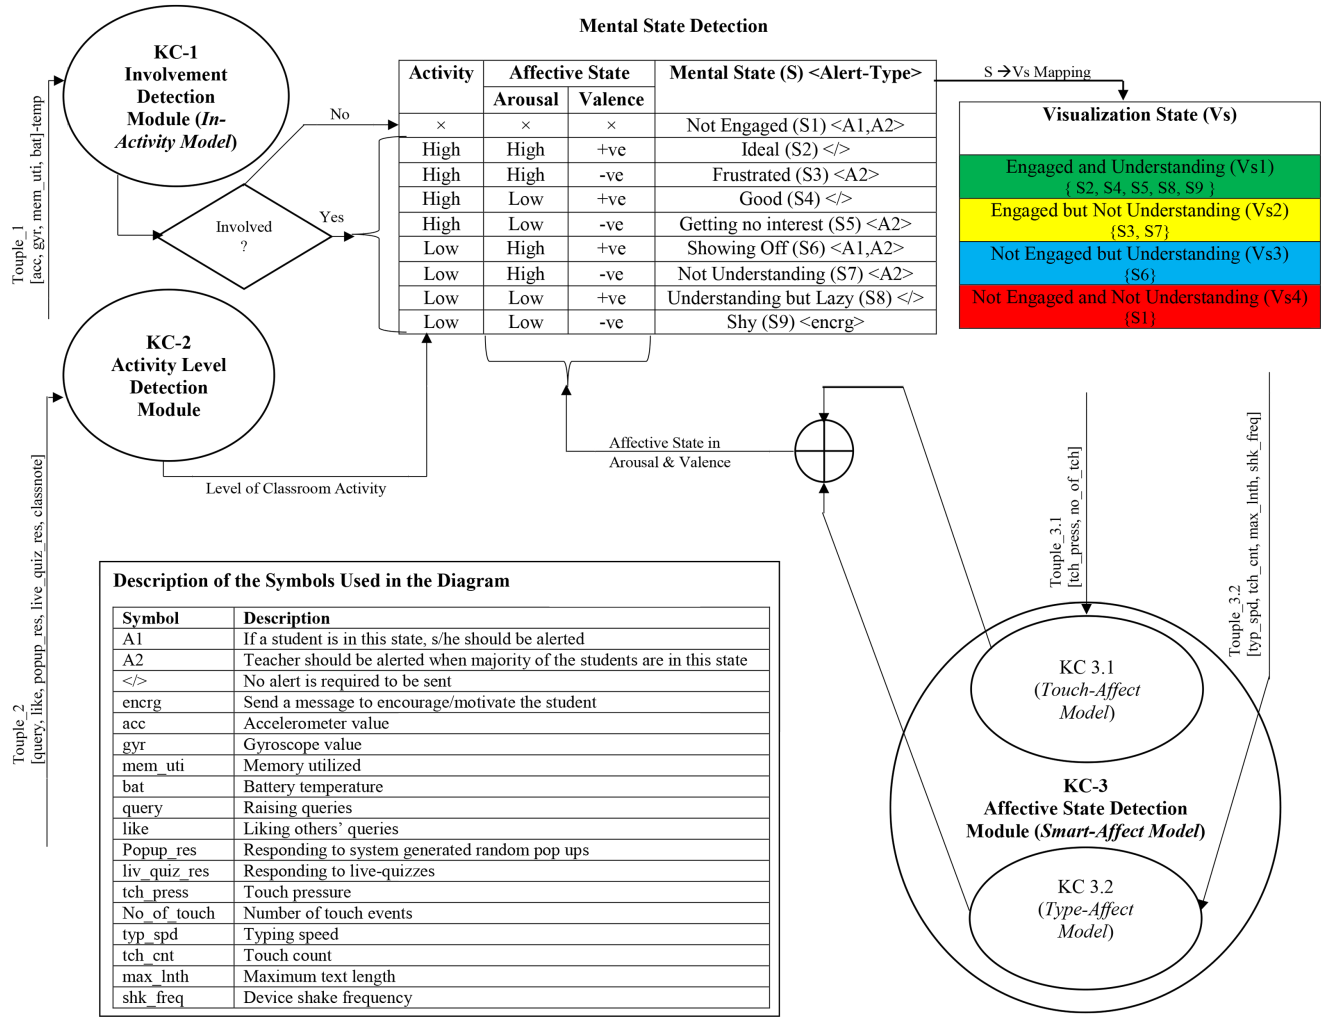 Mental State Detection
KC-1
Involvement
Detection
Module (In-
Activity Model)
Touple_1
[acc, gyr, mem_uti, bat]-temp
Involved
?
No
Yes
Activity Affective State Mental State (S) <Alert-Type>
Arousal Valence
× × × Not Engaged (S1) <A1,A2>
High High +ve Ideal (S2) </>
High High -ve Frustrated (S3) <A2>
High Low +ve Good (S4) </>
High Low -ve Getting no interest (S5) <A2>
Low High +ve Showing Off (S6) <A1,A2>
Low High -ve Not Understanding (S7) <A2>
Low Low +ve Understanding but Lazy (S8) </>
Low Low -ve Shy (S9) <encrg>
S →Vs Mapping
Visualization State (Vs)
Engaged and Understanding (Vs1)
{ S2, S4, S5, S8, S9 }
Engaged but Not Understanding (Vs2)
{S3, S7}
Not Engaged but Understanding (Vs3)
{S6}
Not Engaged and Not Understanding (Vs4)
{S1}
KC-2
Activity Level
Detection
Module
Touple_2
[query, like, popup_res, live_quiz_res, classnote]
Level of Classroom Activity
Affective State in
Arousal & Valence
Touple_3.1
[tch_press, no_of_tch]
Touple_3.2
[typ_spd, tch_cnt, max_lnth, shk_freq]
KC 3.1
(Touch-Affect
Model)
KC-3
Affective State Detection
Module (Smart-Affect Model)
KC 3.2
(Type-Affect
Model)
Description of the Symbols Used in the Diagram
Symbol Description
A1 If a student is in this state, s/he should be alerted
A2 Teacher should be alerted when majority of the students are in this state
</> No alert is required to be sent
encrg Send a message to encourage/motivate the student
acc Accelerometer value
gyr Gyroscope value
mem_uti Memory utilized
bat Battery temperature
query Raising queries
like Liking others’ queries
Popup_res Responding to system generated random pop ups
liv_quiz_res Responding to live-quizzes
tch_press Touch pressure
No_of_touch Number of touch events
typ_spd Typing speed
tch_cnt Touch count
max_lnth Maximum text length
shk_freq Device shake frequency